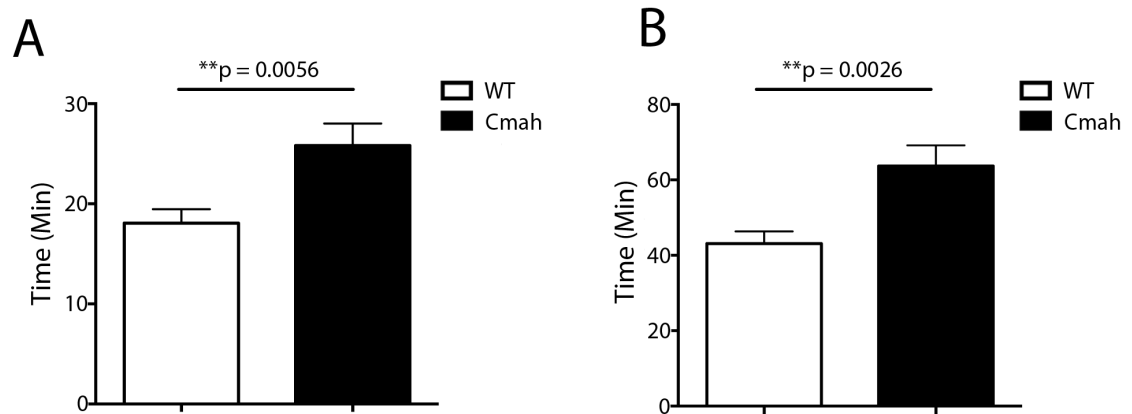 A
**p = 0.0056
WT
Cmah
30
20
10
0
Time (Min)
B
**p = 0.0026
WT
Cmah
80
60
40
20
0
Time (Min)